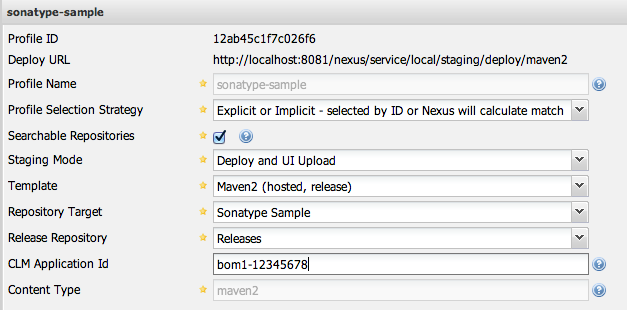 sonatype-sample
Profile ID 12ab45c1f7c026f6
Deploy URL http://localhost:8081/nexus/service/local/staging/deploy/maven2
Profile Name sonatype-sample
Profile Selection Strategy Explicit or Implicit - selected by ID or Nexus will calculate match
Searchable Repositories
Staging Mode Deploy and UI Upload
Template Maven2 (hosted, release)
Repository Target Sonatype Sample
Release Repository Releases
CLM Application Id bom1-12345678
Content Type maven2